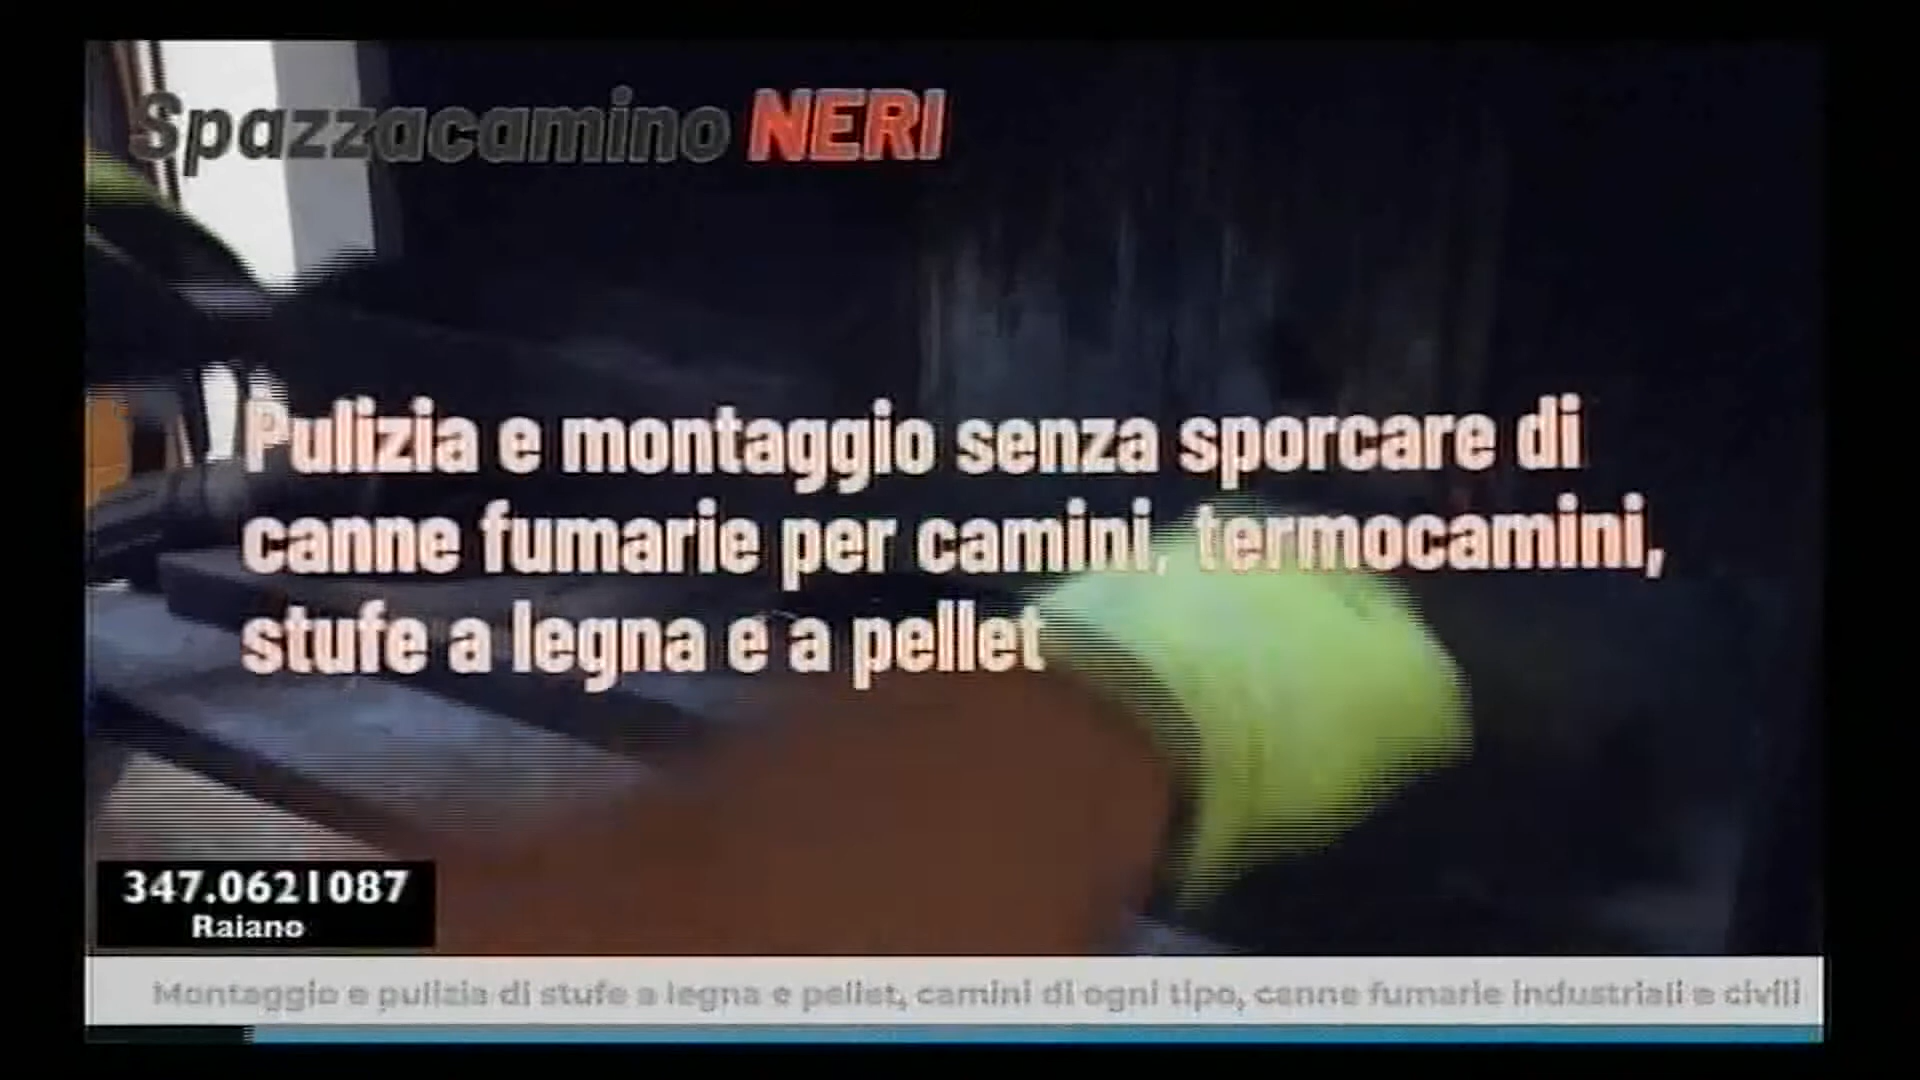 Spazzacamino NERI
Pulizia e montaggio senza sporcare di
canne fumarie per camini, termocamini,
stufe a legna e a pellet
347.0621087
Raiano
Montaggio e pulizia di stufe a legna e pellet, camini di ogni tipo, canne fumarie industriali e civili